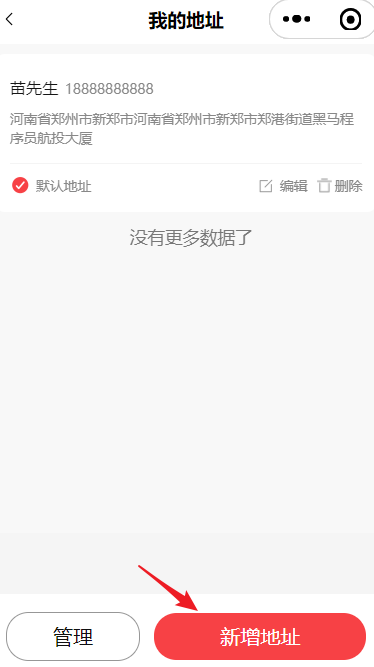 我的地址
苗先生 18888888888
河南省郑州市新郑市河南省郑州市新郑市郑港街道黑马程
序员航投大厦
默认地址 编辑 删除
没有更多数据了
管理 新增地址